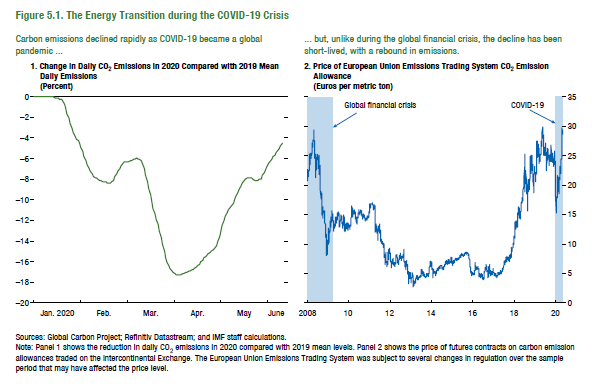 Figure 5.1. The Energy Transition during the COVID-19 Crisis
Carbon emissions declined rapidly as COVID-19 became a global
pandemic ...
... but, unlike during the global financial crisis, the decline has been
short-lived, with a rebound in emissions.
1. Change in Daily CO₂ Emissions in 2020 Compared with 2019 Mean
Daily Emissions
(Percent)
2. Price of European Union Emissions Trading System CO₂ Emission
Allowance
(Euros per metric ton)
0
–2
–4
–6
–8
–10
–12
–14
–16
–18
–20
Jan. 2020 Feb. Mar. Apr. May June
Global financial crisis
COVID-19
35
30
25
20
15
10
5
0
2008 10 12 14 16 18 20
Sources: Global Carbon Project; Refinitiv Datastream; and IMF staff calculations.
Note: Panel 1 shows the reduction in daily CO₂ emissions in 2020 compared with 2019 mean levels. Panel 2 shows the price of futures contracts on carbon emission
allowances traded on the Intercontinental Exchange. The European Union Emissions Trading System was subject to several changes in regulation over the sample
period that may have affected the price level.